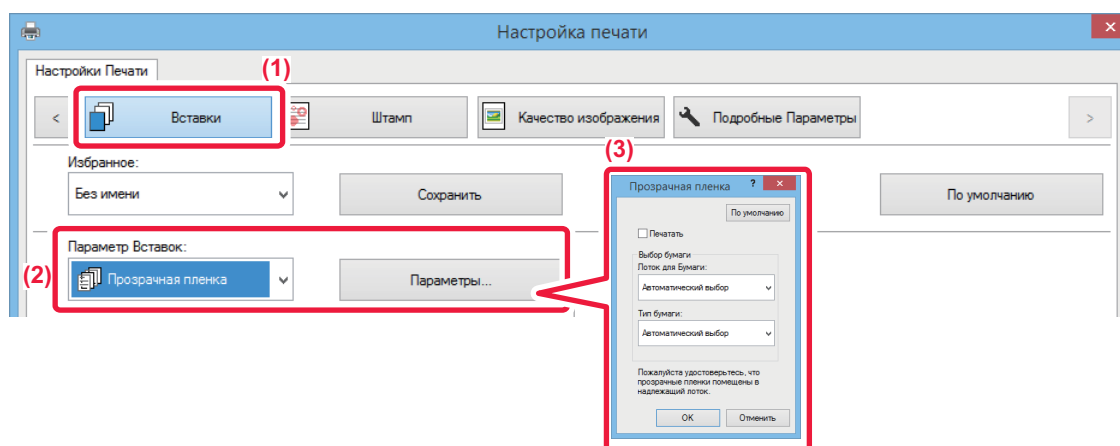 Настройка печати
Настройки Печати
(1)
< Вставки Штамп Качество изображения Подробные Параметры >
(3)
Избранное:
Без имени Сохранить По умолчанию
(2)
Параметр Вставок:
Прозрачная пленка Параметры...
Прозрачная пленка ?
По умолчанию
Печатать
Выбор бумаги
Поток для Бумаги:
Автоматический выбор
Тип бумаги:
Автоматический выбор
Пожалуйста удостоверьтесь, что
прозрачные пленки помещены в
надлежащий лоток.
OK Отменить